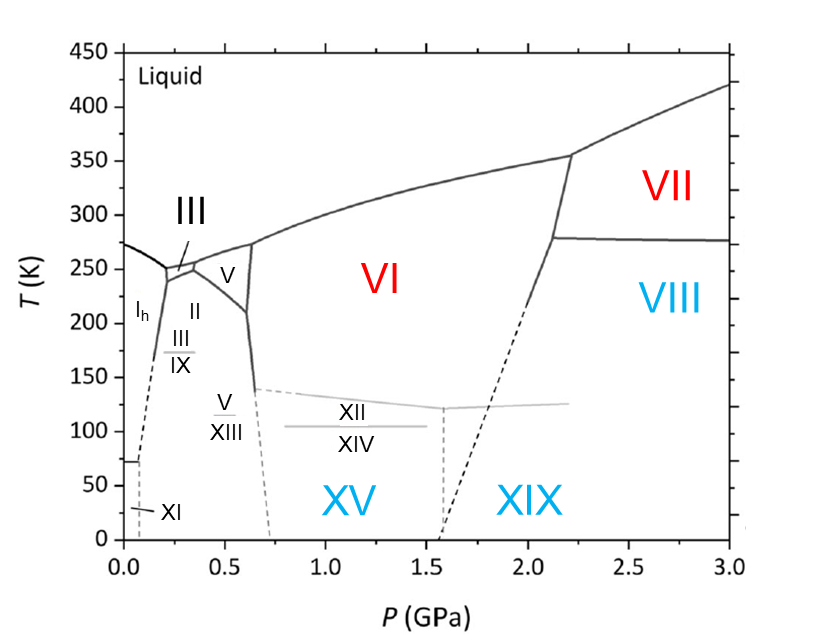 450
Liquid
400
350
VII
300
III
250
V
VI
VIII
T (K)
200
Iₕ
II
III
IX
150
V
XIII
XII
100
XIV
50
XV
XIX
XI
0
0.0 0.5 1.0 1.5 2.0 2.5 3.0
P (GPa)